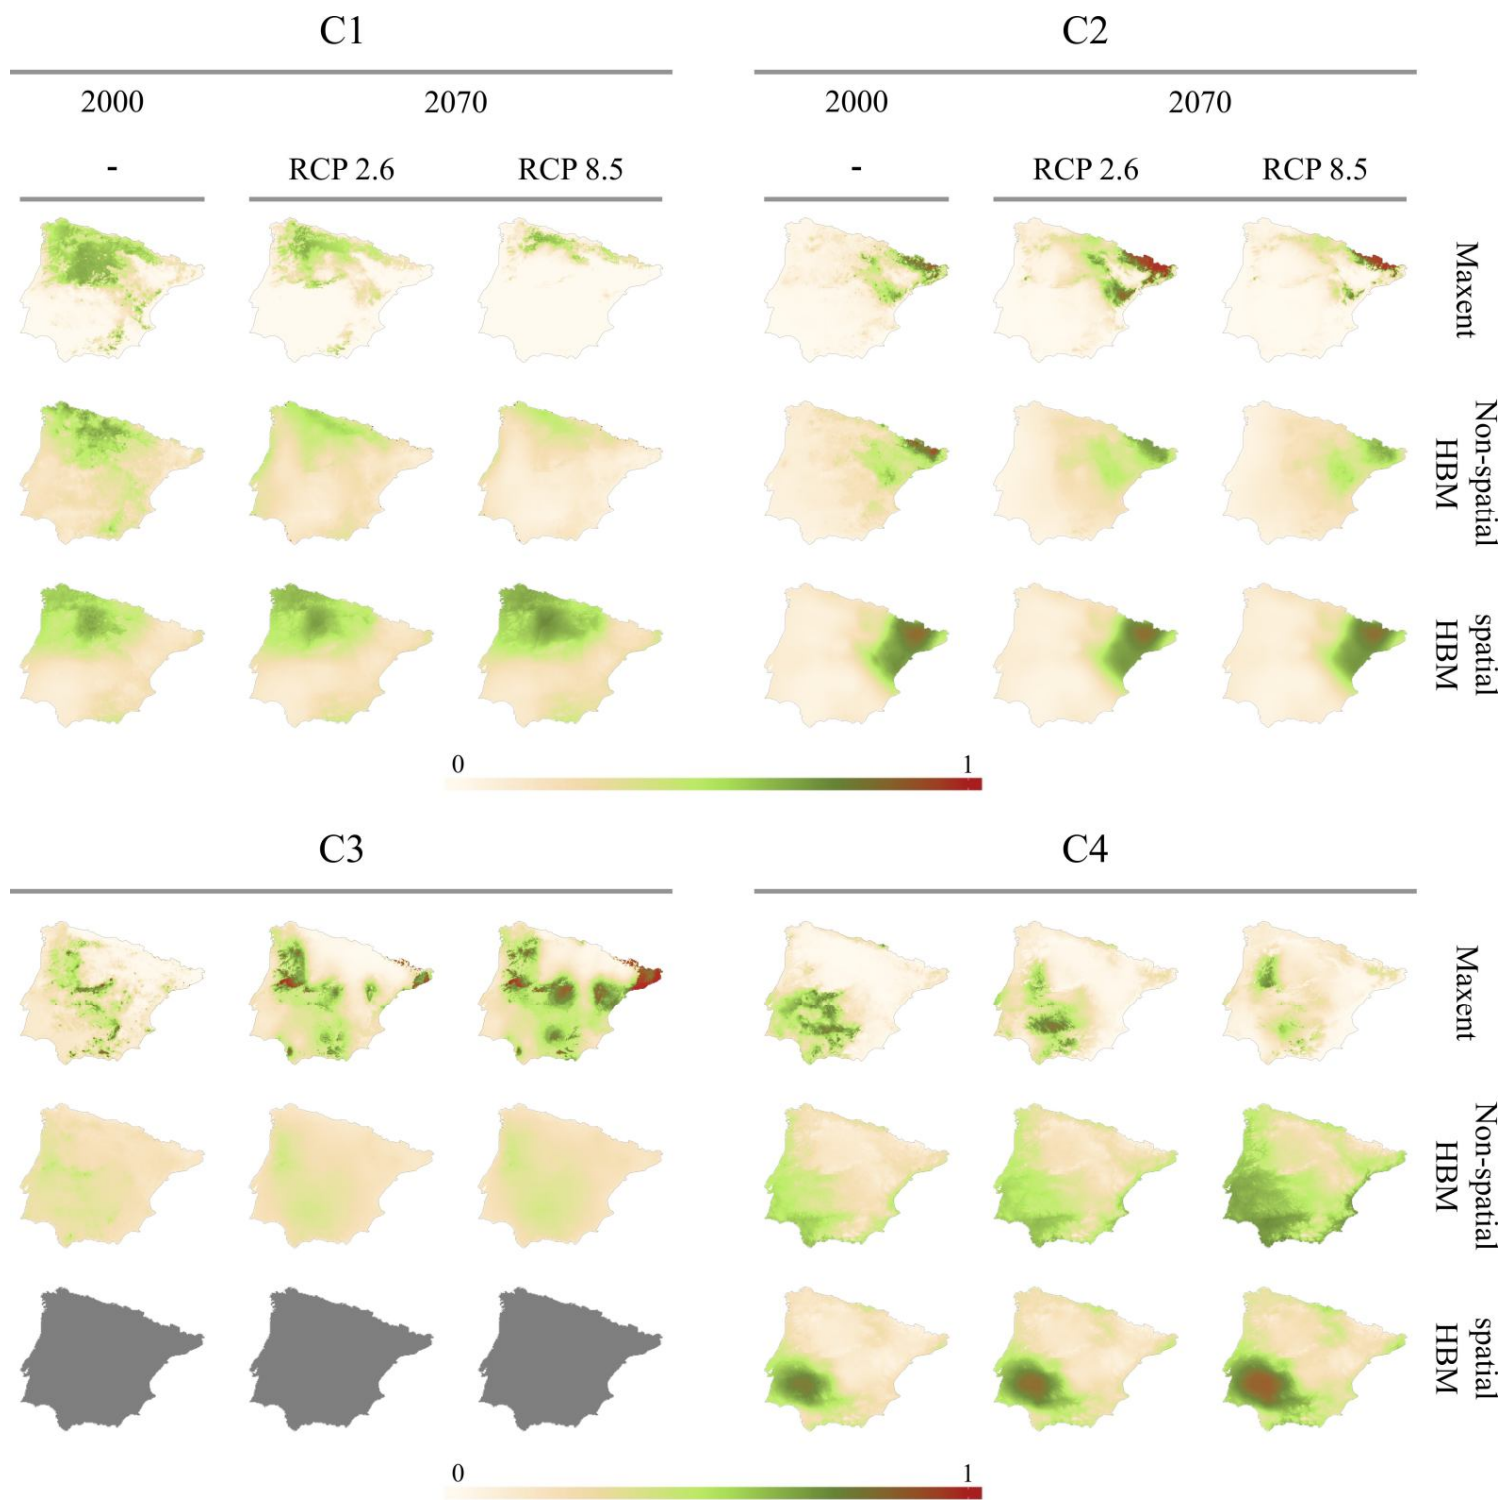 C1 C2
2000 2070 2000 2070
- RCP 2.6 RCP 8.5 - RCP 2.6 RCP 8.5
Maxent
Non-spatial
HBM
spatial
HBM
0 1
C3 C4
Maxent
Non-spatial
HBM
spatial
HBM
0 1